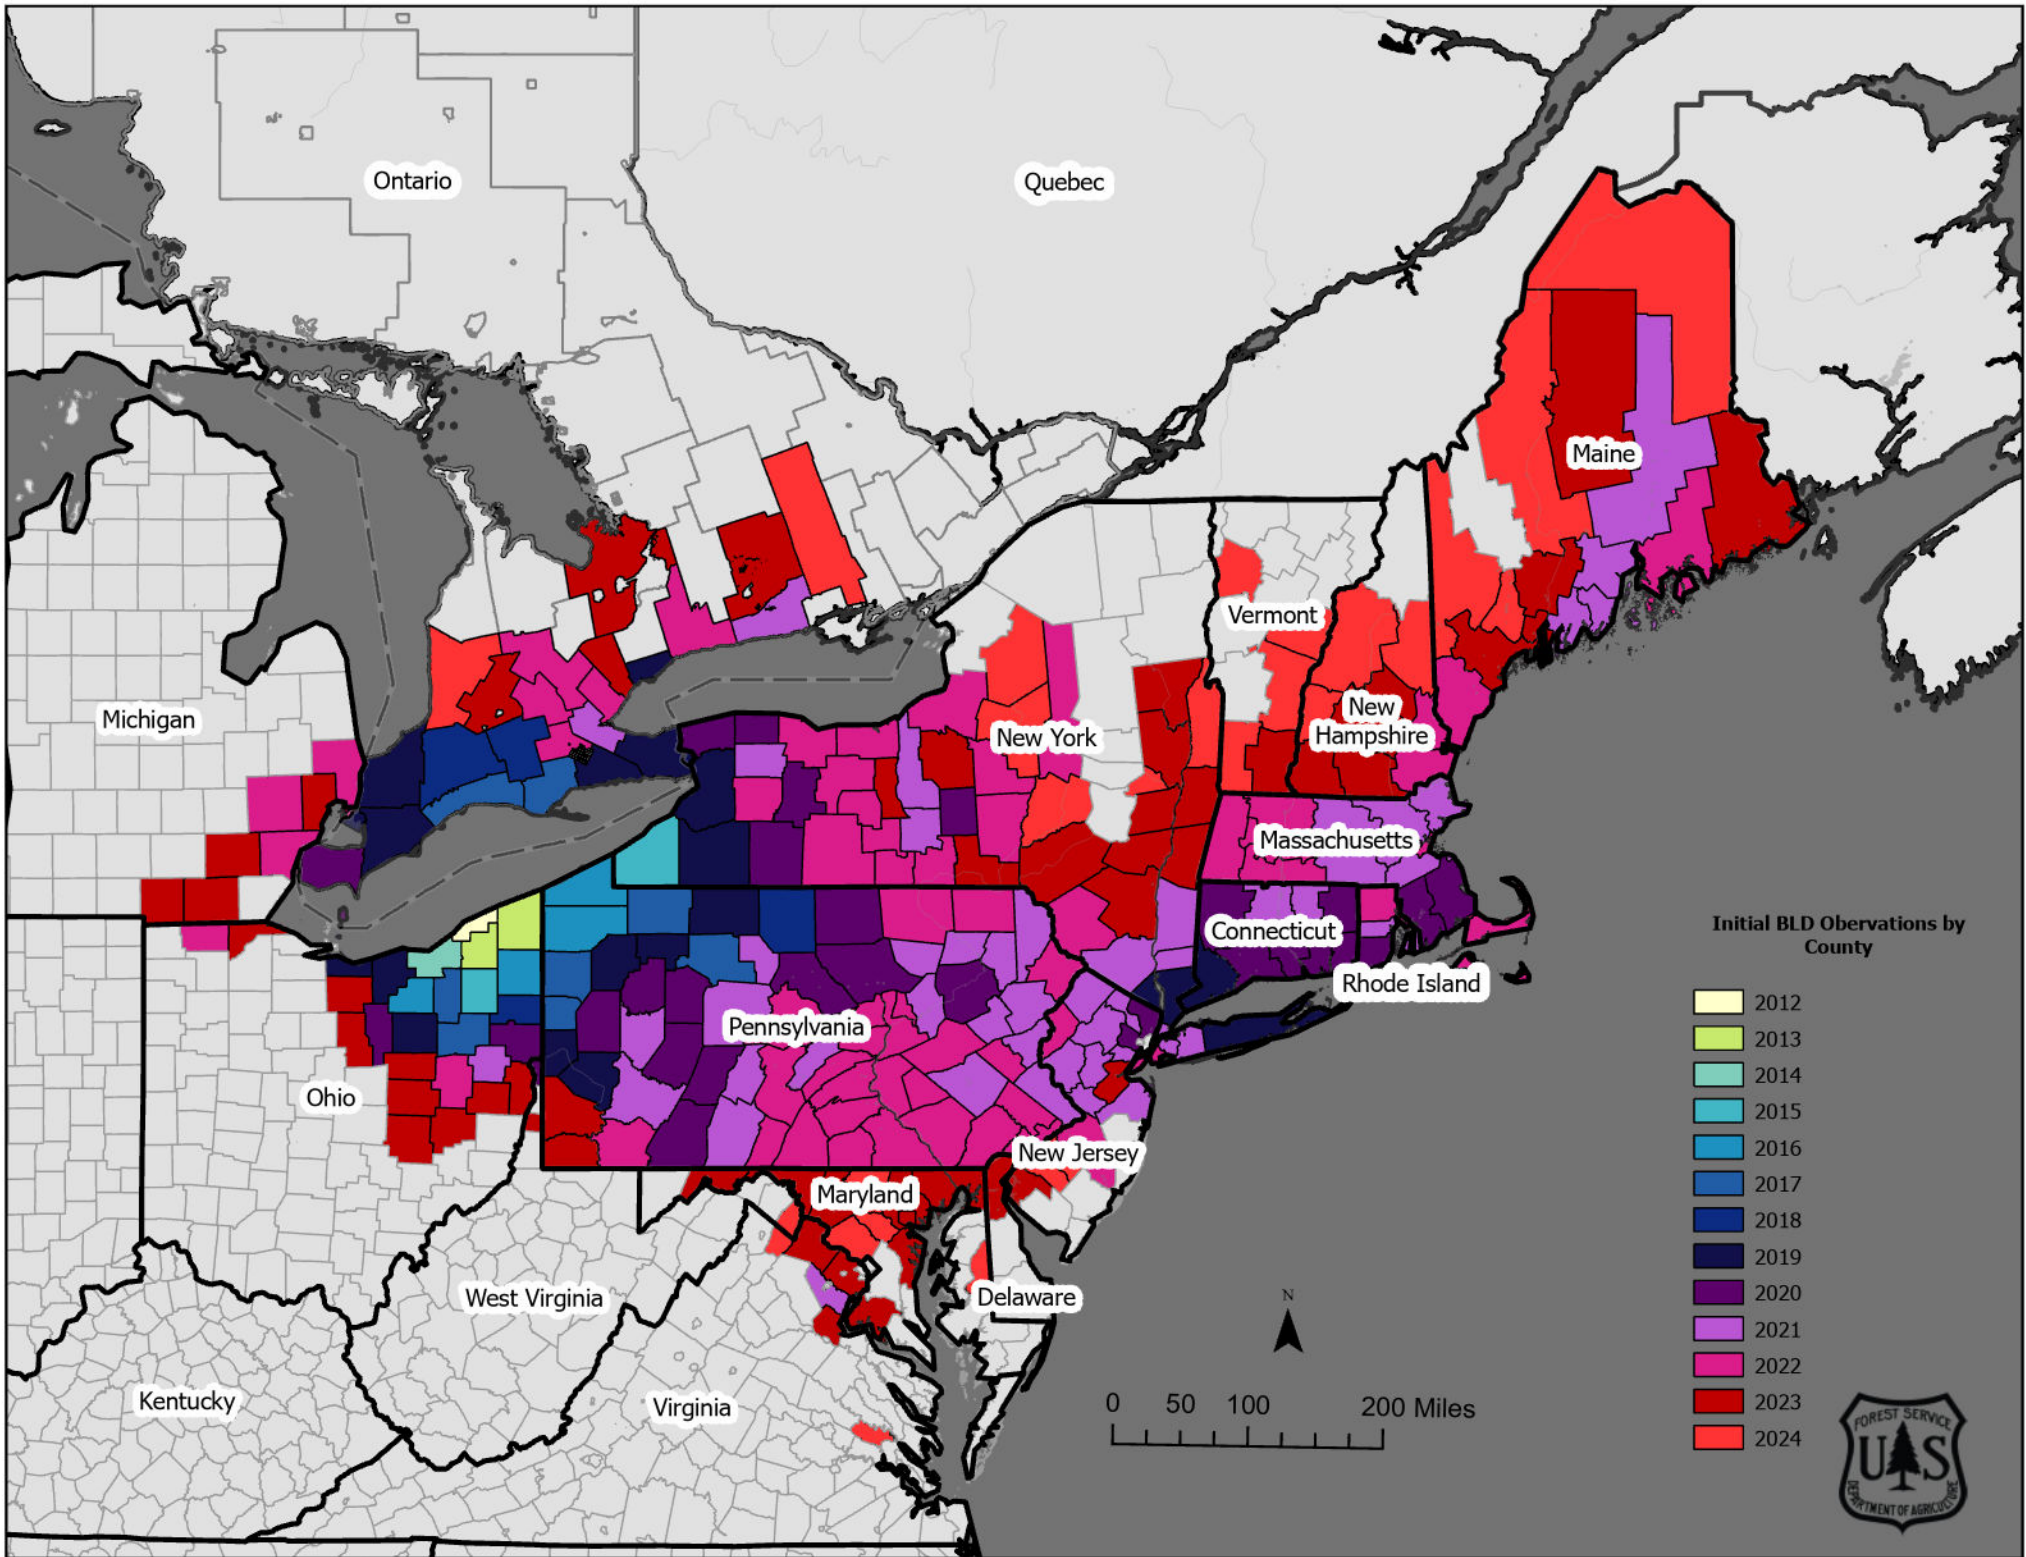 Ontario
Quebec
Maine
Vermont
Michigan
New York
New
Hampshire
Massachusetts
Connecticut
Rhode Island
Pennsylvania
Ohio
New Jersey
Maryland
West Virginia
Delaware
Kentucky
Virginia
Initial BLD Obervations by
County
2012
2013
2014
2015
2016
2017
2018
2019
2020
2021
2022
2023
2024
N
0 50 100 200 Miles
FOREST SERVICE
U S
DEPARTMENT OF AGRICULTURE